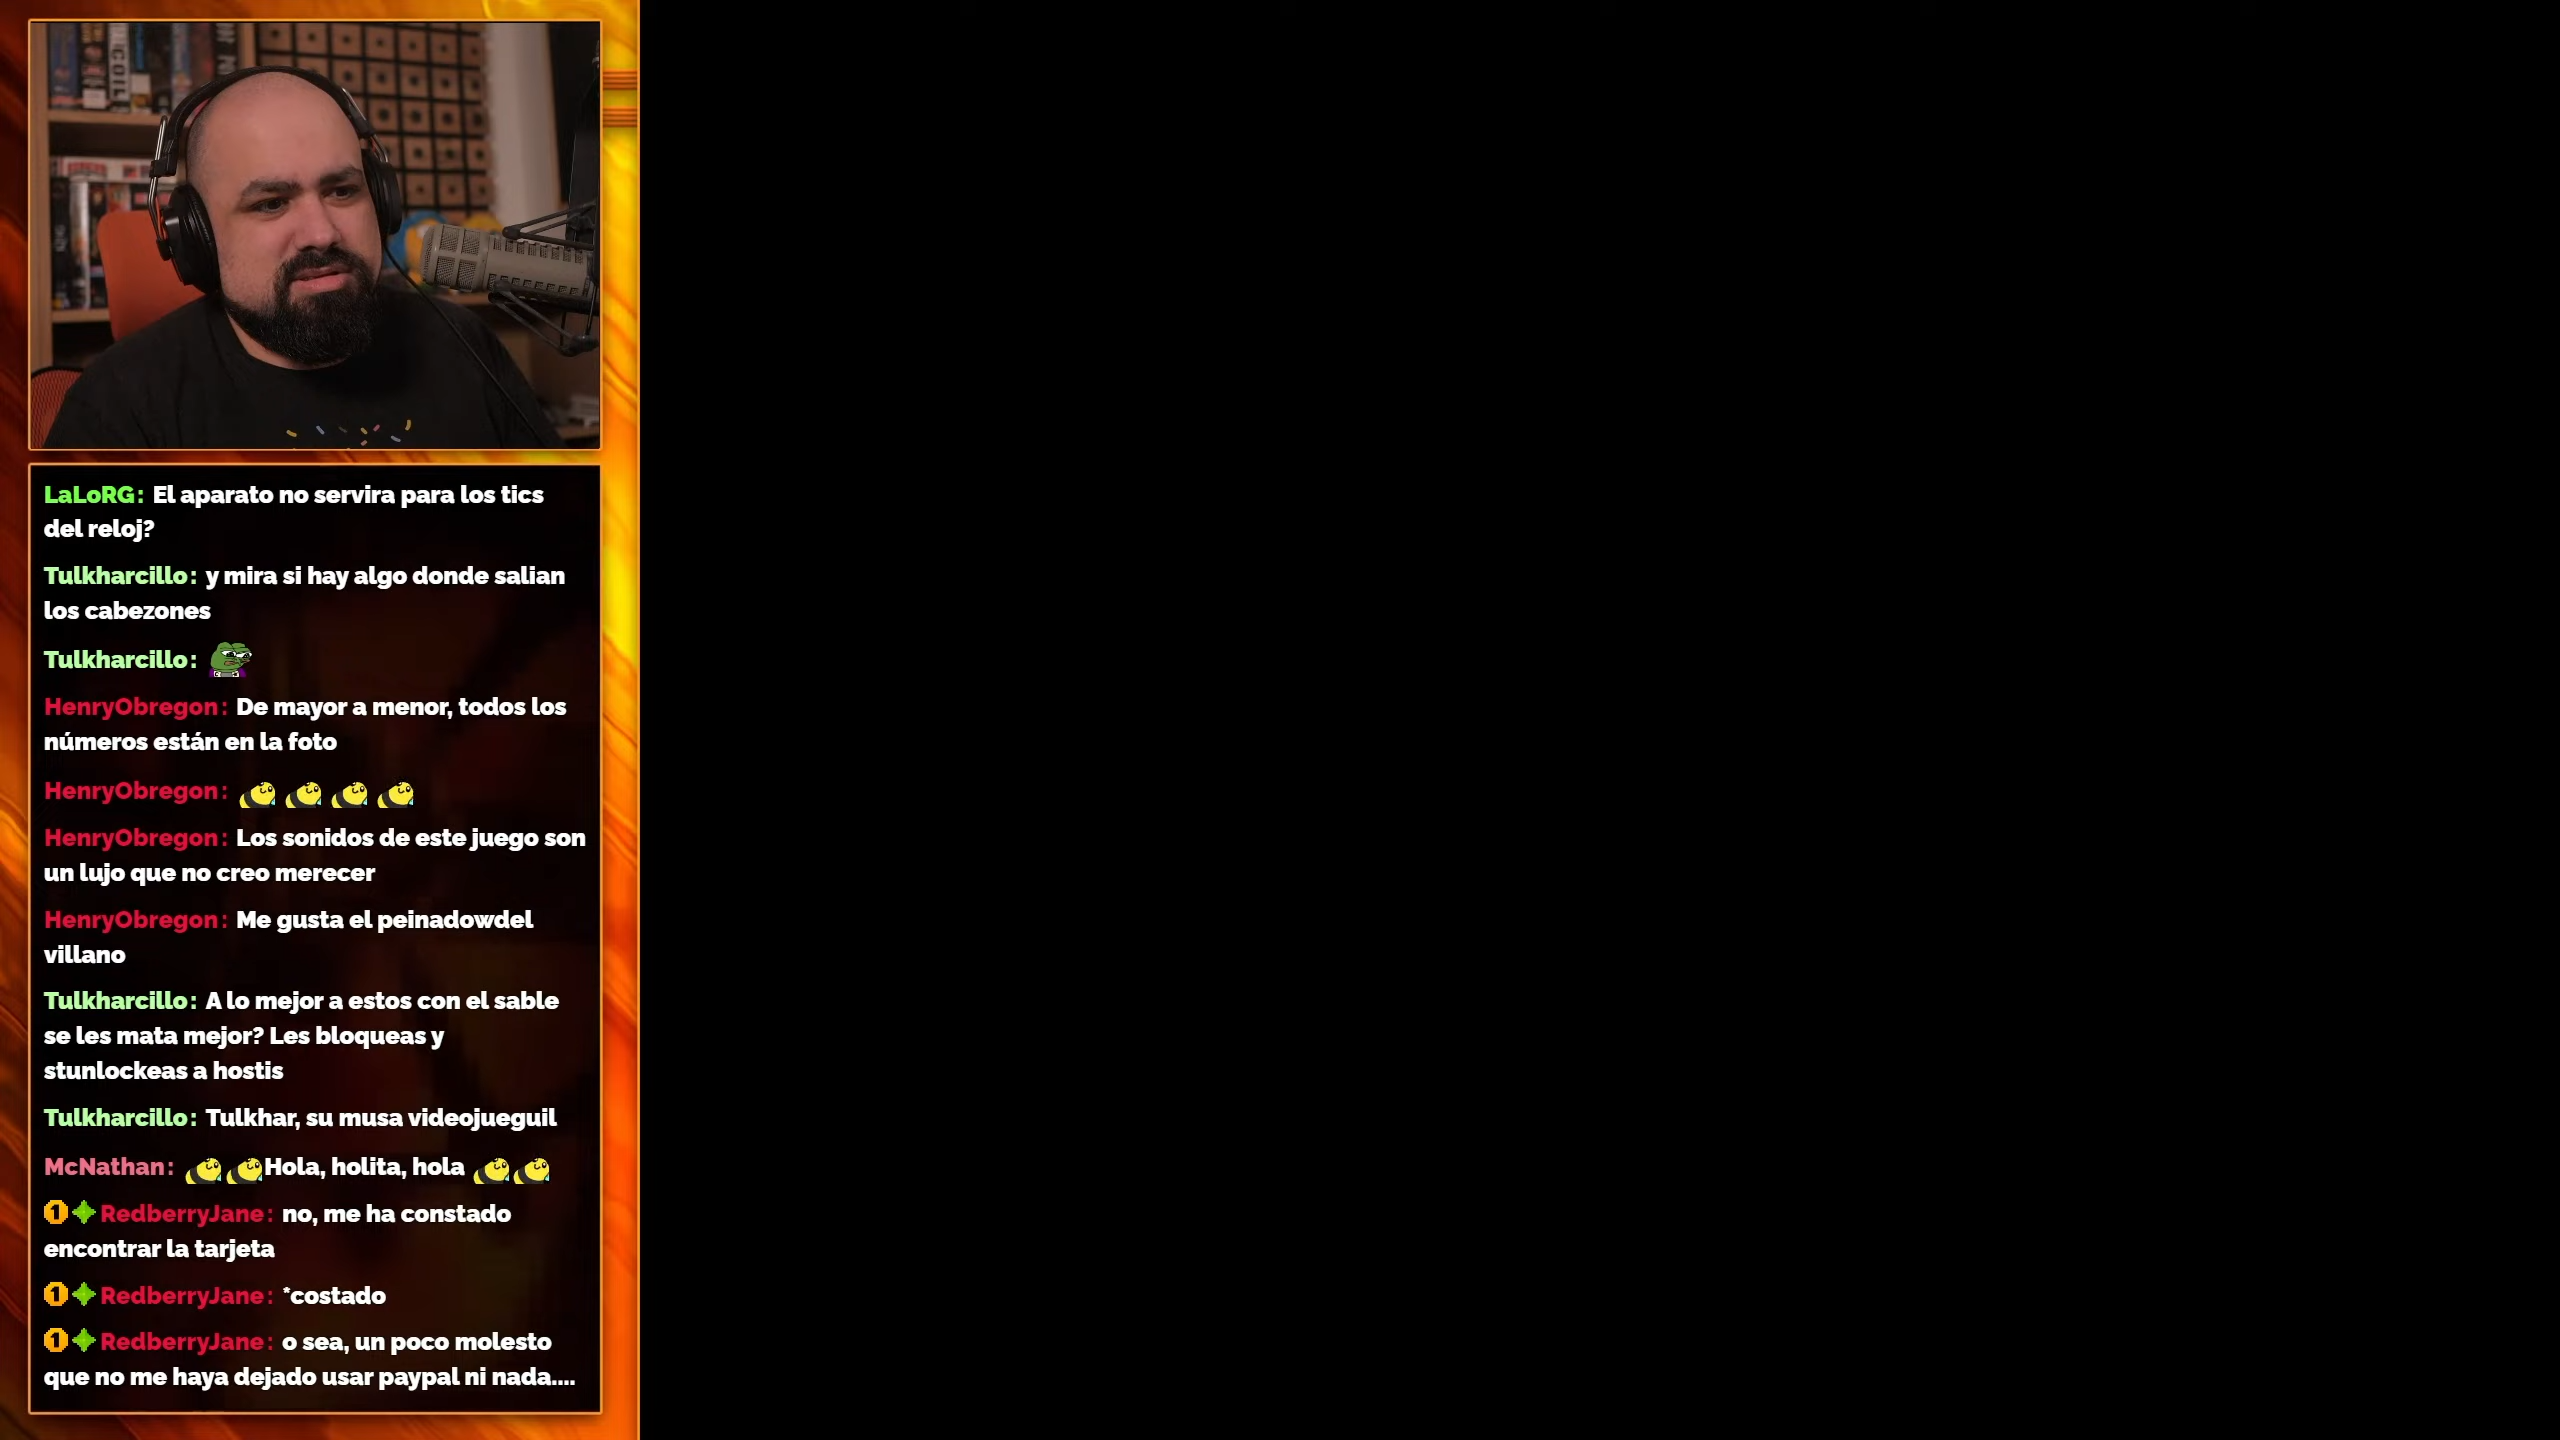 LaLoRG: El aparato no servira para los tics
del reloj?
Tulkharcillo: y mira si hay algo donde salian
los cabezones
Tulkharcillo:
HenryObregon: De mayor a menor, todos los
números están en la foto
HenryObregon:
HenryObregon: Los sonidos de este juego son
un lujo que no creo merecer
HenryObregon: Me gusta el peinadowdel
villano
Tulkharcillo: A lo mejor a estos con el sable
se les mata mejor? Les bloqueas y
stunlockeas a hostis
Tulkharcillo: Tulkhar, su musa videojueguil
McNathan: Hola, holita, hola
1 RedberryJane: no, me ha constado
encontrar la tarjeta
1 RedberryJane: *costado
1 RedberryJane: o sea, un poco molesto
que no me haya dejado usar paypal ni nada....